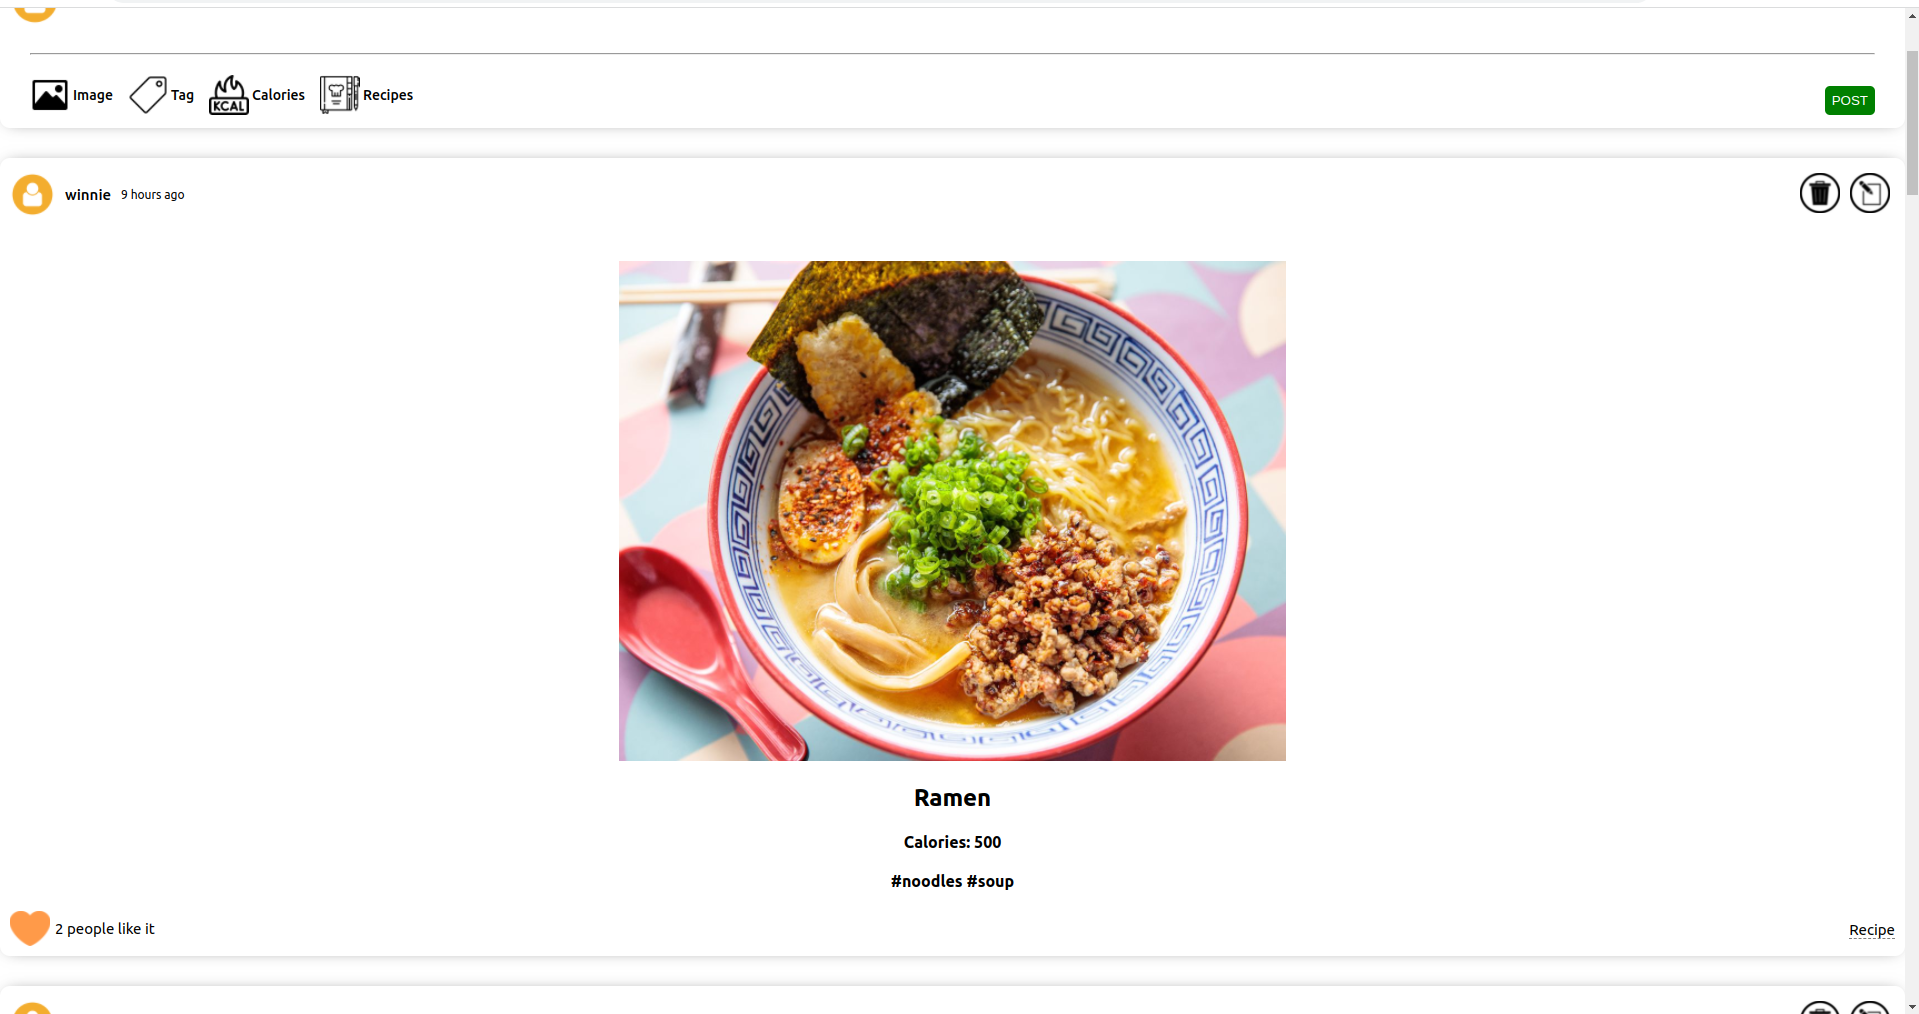 Image Tag KCAL Calories Recipes
POST
winnie 9 hours ago
Ramen
Calories: 500
#noodles #soup
2 people like it
Recipe